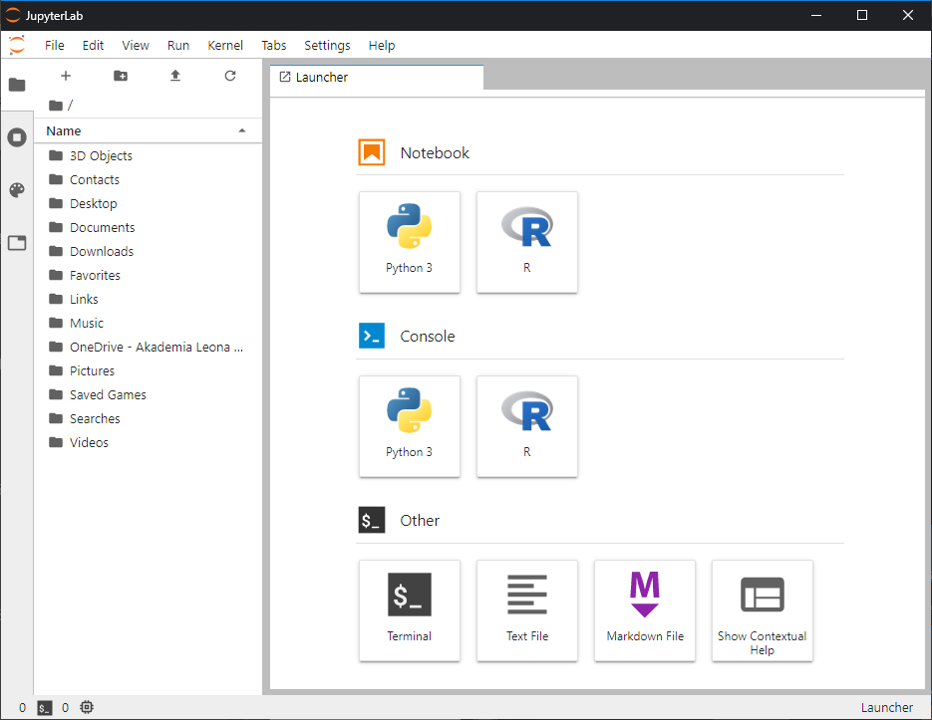 JupyterLab
File Edit View Run Kernel Tabs Settings Help
Launcher
/
Name
3D Objects
Contacts
Desktop
Documents
Downloads
Favorites
Links
Music
OneDrive - Akademia Leona ...
Pictures
Saved Games
Searches
Videos
Notebook
Python 3
R
R
Console
>_
Python 3
R
R
Other
$_
$_
Terminal
Text File
M
Markdown File
Show Contextual
Help
0 $_ 0
Launcher